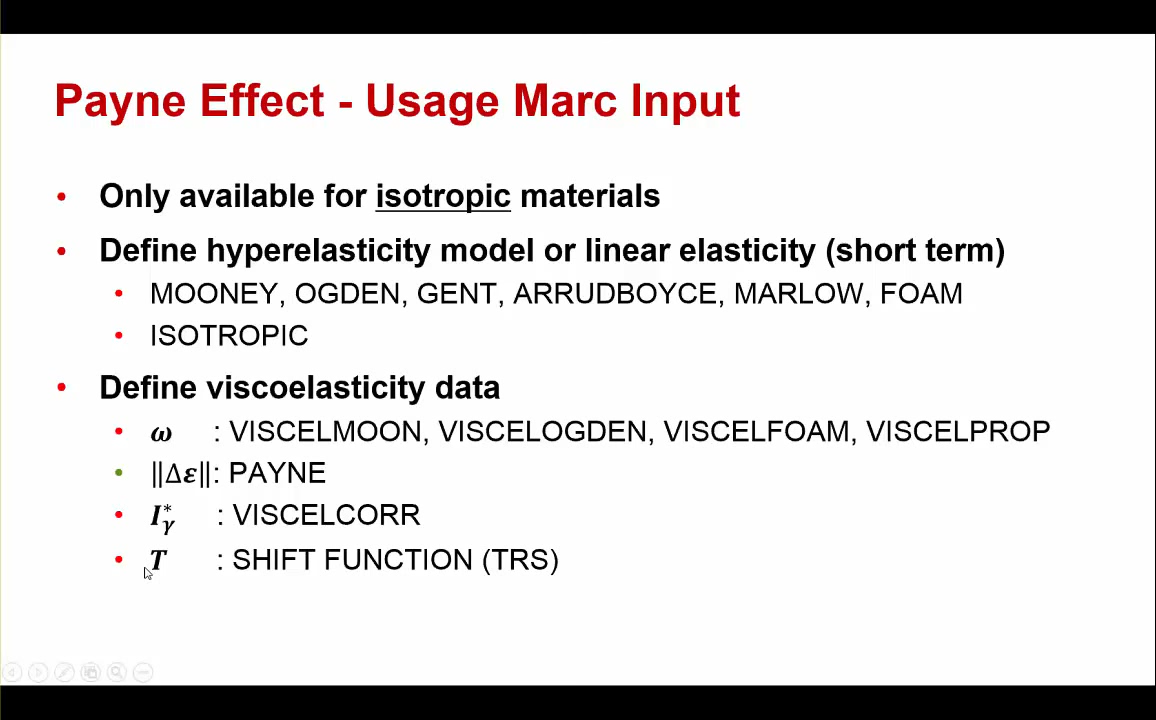 Payne Effect - Usage Marc Input
• Only available for isotropic materials
• Define hyperelasticity model or linear elasticity (short term)
• MOONEY, OGDEN, GENT, ARRUDBOYCE, MARLOW, FOAM
• ISOTROPIC
• Define viscoelasticity data
• ω : VISCELMOON, VISCELOGDEN, VISCELFOAM, VISCELPROP
• ‖Δε‖: PAYNE
• I*γ : VISCELCORR
• T : SHIFT FUNCTION (TRS)